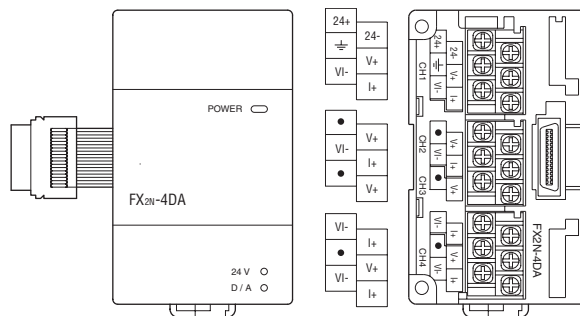 POWER
FX2N-4DA
24 V
D / A
24+
24-
V+
VI-
I+
●
V+
VI-
I+
●
V+
VI-
I+
●
V+
VI-
I+
CH1
24+
24-
V+
VI-
I+
CH2
●
V+
VI-
I+
CH3
●
V+
VI-
I+
CH4
●
V+
VI-
I+
FX2N-4DA